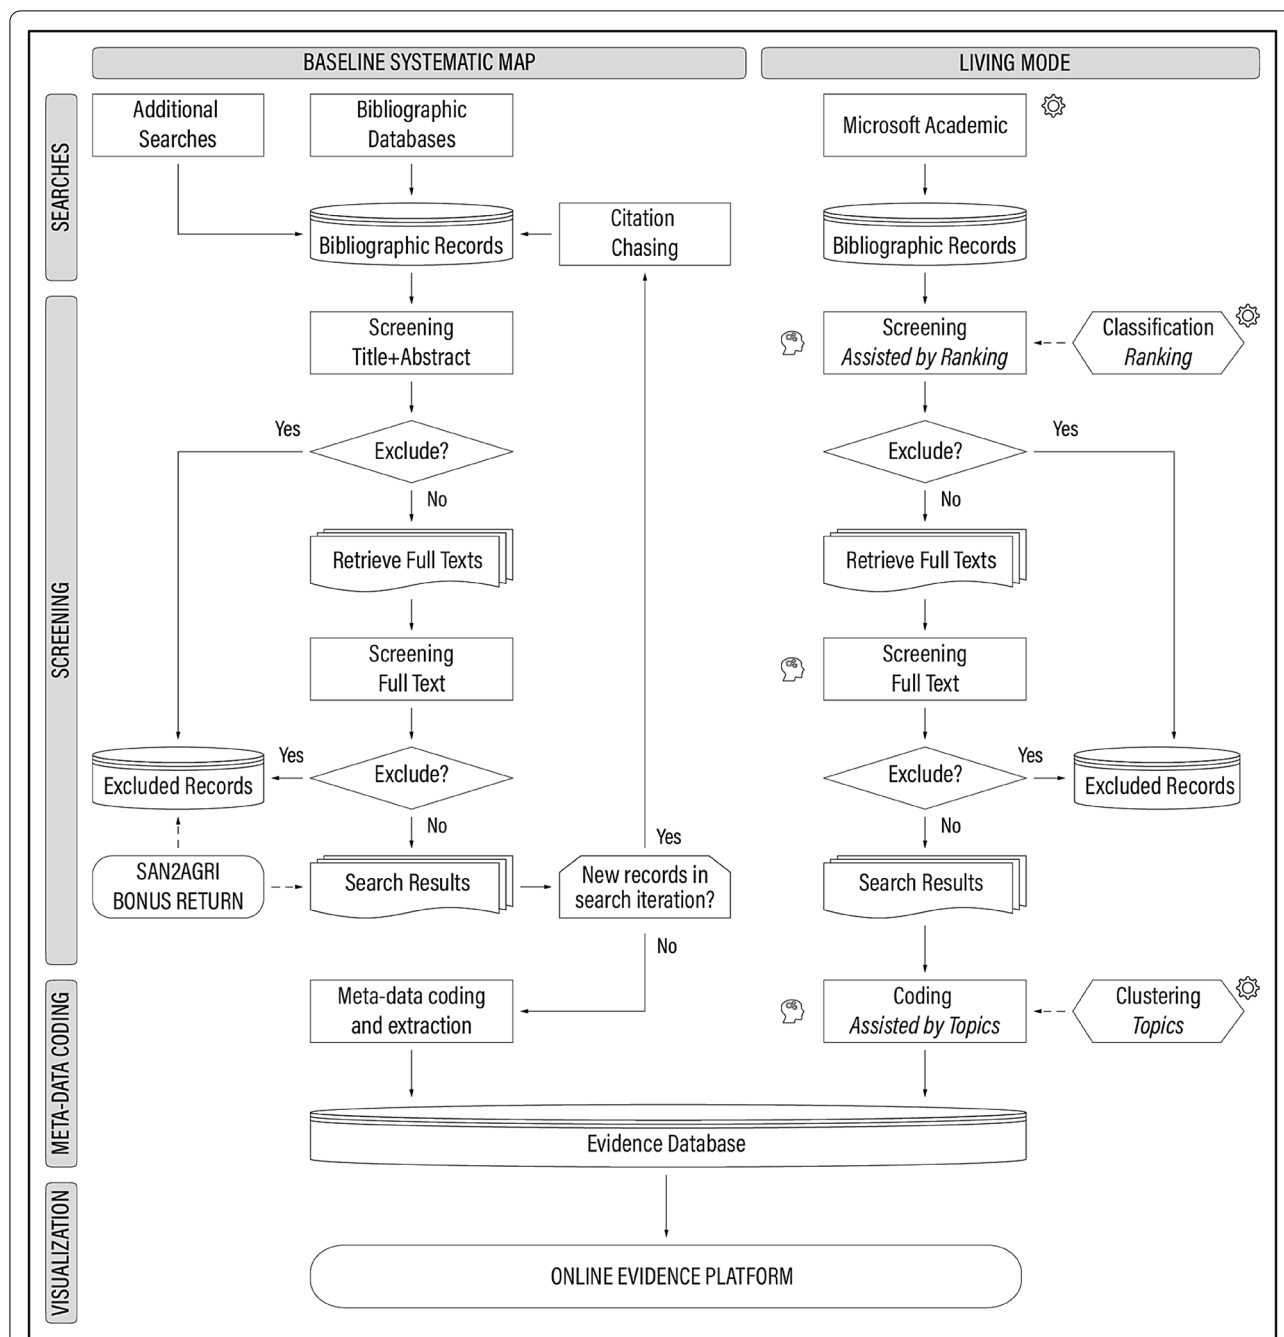 BASELINE SYSTEMATIC MAP
LIVING MODE
SEARCHES
Additional
Searches
Bibliographic
Databases
Bibliographic Records
Citation
Chasing
Microsoft Academic
Bibliographic Records
SCREENING
Screening
Title+Abstract
Yes
Exclude?
No
Retrieve Full Texts
Screening
Full Text
Yes
Exclude?
No
Excluded Records
SAN2AGRI
BONUS RETURN
Search Results
Yes
New records in
search iteration?
No
Screening
Assisted by Ranking
Classification
Ranking
Exclude?
Yes
No
Retrieve Full Texts
Screening
Full Text
Exclude?
Yes
No
Excluded Records
Search Results
META-DATA CODING
Meta-data coding
and extraction
Coding
Assisted by Topics
Clustering
Topics
Evidence Database
VISUALIZATION
ONLINE EVIDENCE PLATFORM